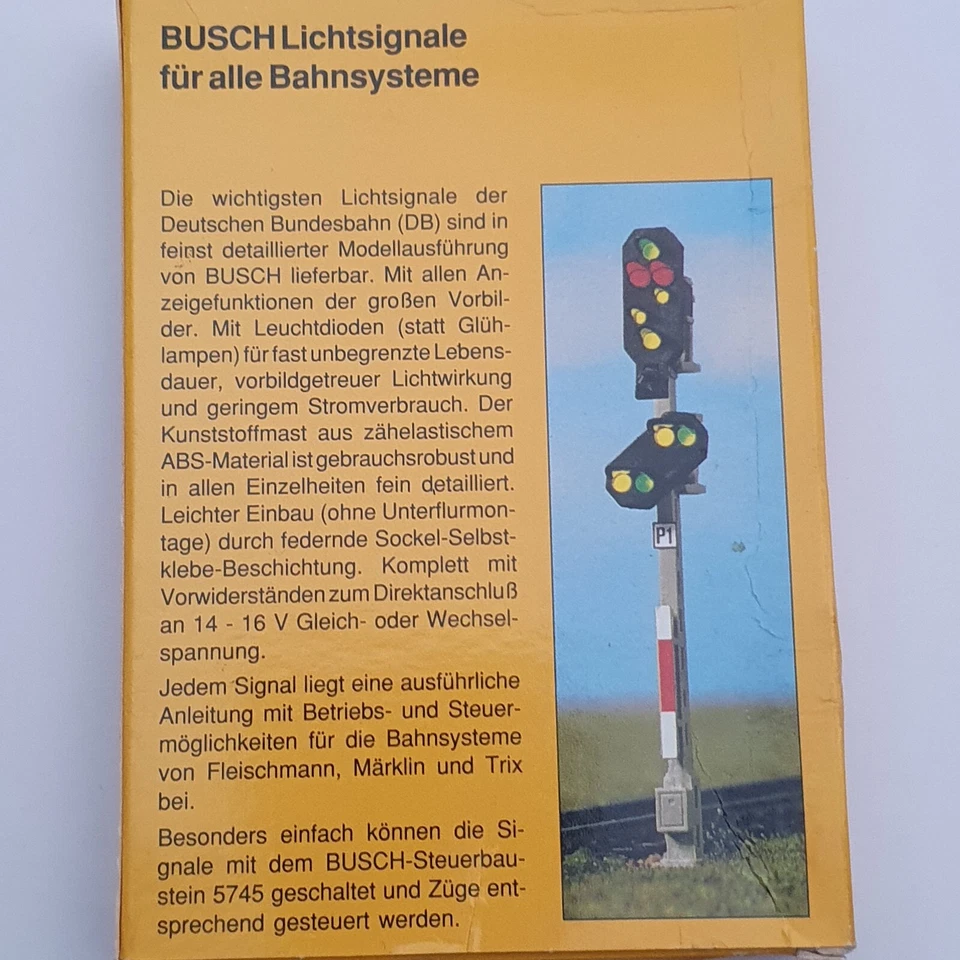 BUSCH Lichtsignale
für alle Bahnsysteme
Die wichtigsten Lichtsignale der
Deutschen Bundesbahn (DB) sind in
feinst detaillierter Modellausführung
von BUSCH lieferbar. Mit allen An-
zeigefunktionen der großen Vorbil-
der. Mit Leuchtdioden (statt Glüh-
lampen) für fast unbegrenzte Lebens-
dauer, vorbildgetreuer Lichtwirkung
und geringem Stromverbrauch. Der
Kunststoffmast aus zähelastischem
ABS-Material ist gebrauchsrobust und
in allen Einzelheiten fein detailliert.
Leichter Einbau (ohne Unterflurmon-
tage) durch federnde Sockel-Selbst-
klebe-Beschichtung. Komplett mit
Vorwiderständen zum Direktanschluß
an 14 - 16 V Gleich- oder Wechsel-
spannung.
Jedem Signal liegt eine ausführliche
Anleitung mit Betriebs- und Steuer-
möglichkeiten für die Bahnsysteme
von Fleischmann, Märklin und Trix
bei.
Besonders einfach können die Si-
gnale mit dem BUSCH-Steuerbau-
stein 5745 geschaltet und Züge ent-
sprechend gesteuert werden.
P1